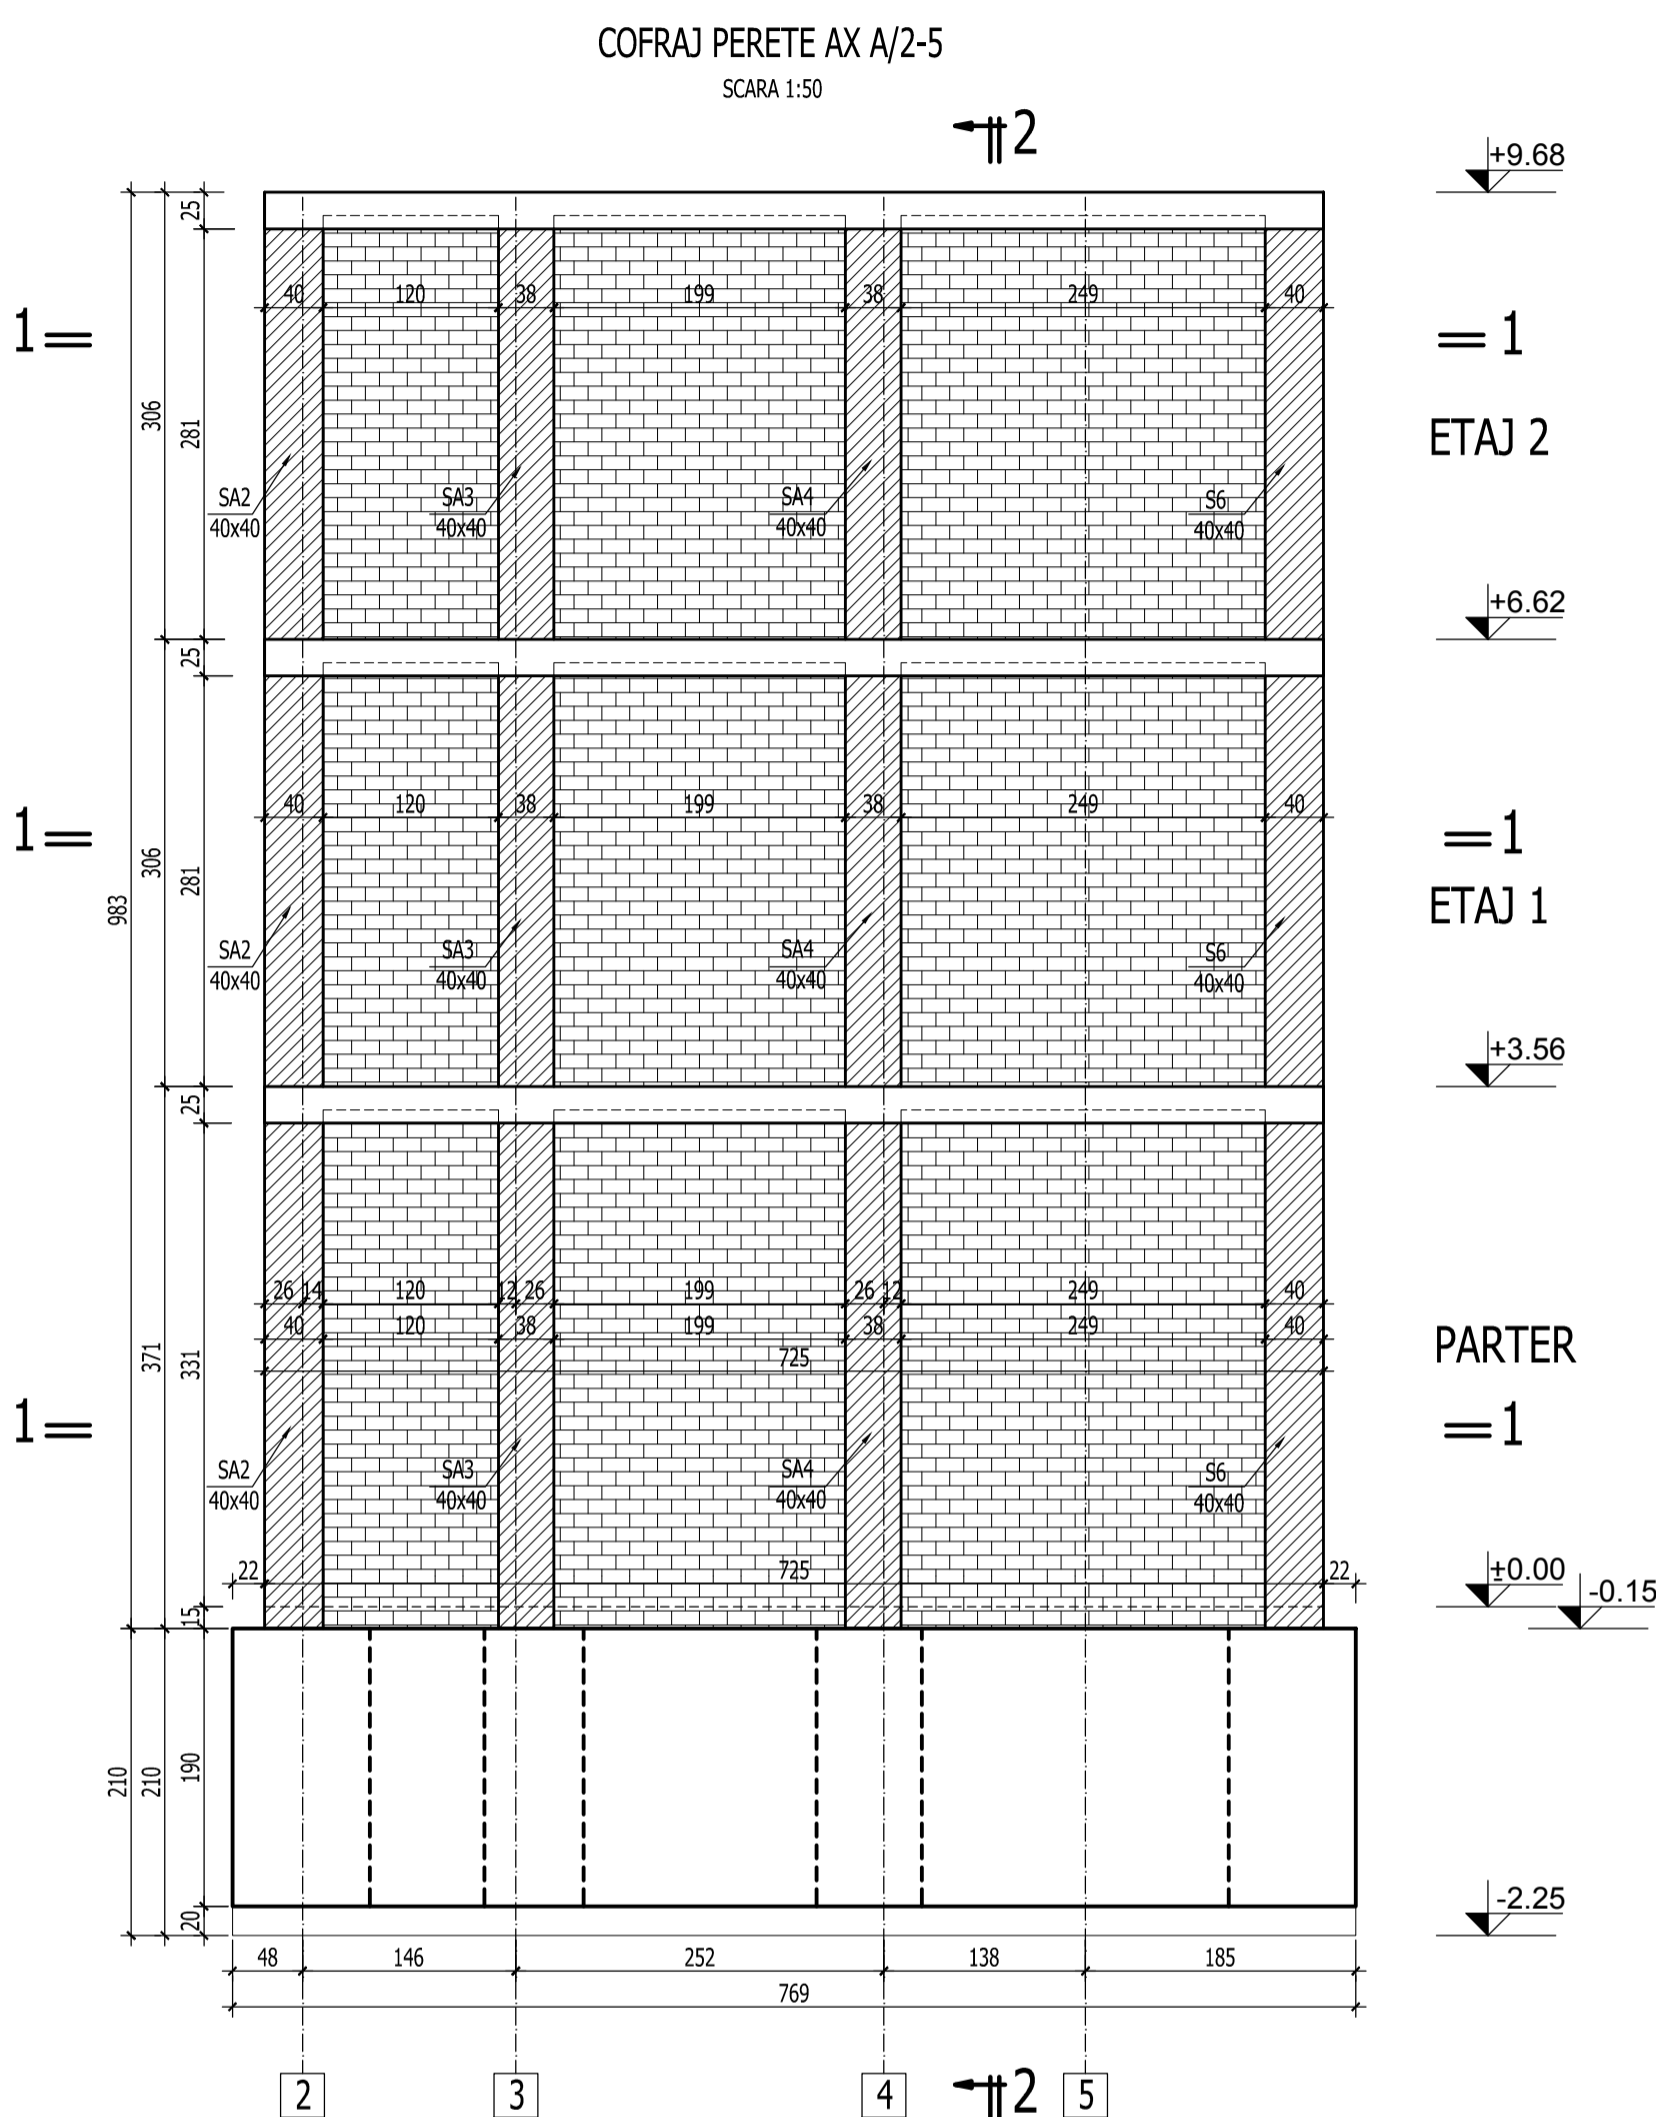 COFRAJ PERETE AX A/2-5
SCARA 1:50
2
+9.68
25
40 120 38 199 38 249 40
1 1
306
281
ETAJ 2
SA2 SA3 SA4 S6
40x40 40x40 40x40 40x40
+6.62
25
40 120 38 199 38 249 40
1 1
306
281
983
ETAJ 1
SA2 SA3 SA4 S6
40x40 40x40 40x40 40x40
+3.56
25
26 14 120 12 26 199 26 12 249 40
40 120 38 199 38 249 40
725
371
331
PARTER
1 1
SA2 SA3 SA4 S6
40x40 40x40 40x40 40x40
22 725 22
±0.00
-0.15
15
210
210
190
-2.25
20
48 146 252 138 185
769
2 3 4 2 5